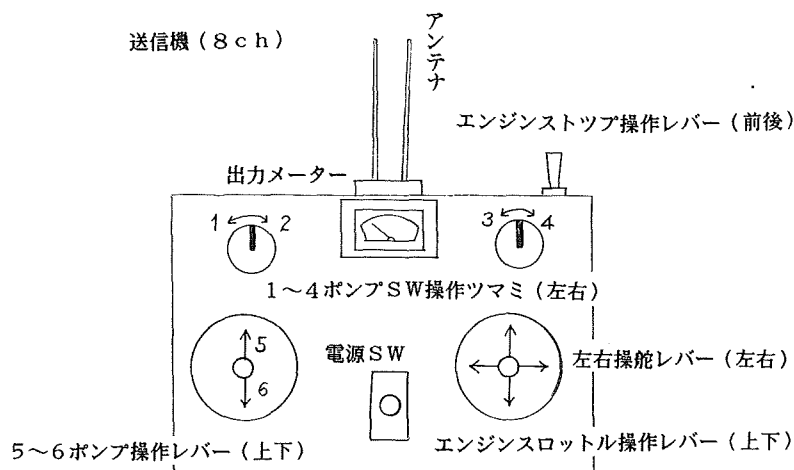 送信機(8ch)
アンテナ
エンジンストツプ操作レバー(前後)
出力メーター
1 2
3 4
1～4ポンプSW操作ツマミ(左右)
5
6
電源SW
左右操舵レバー(左右)
5～6ポンプ操作レバー(上下)
エンジンスロットル操作レバー(上下)